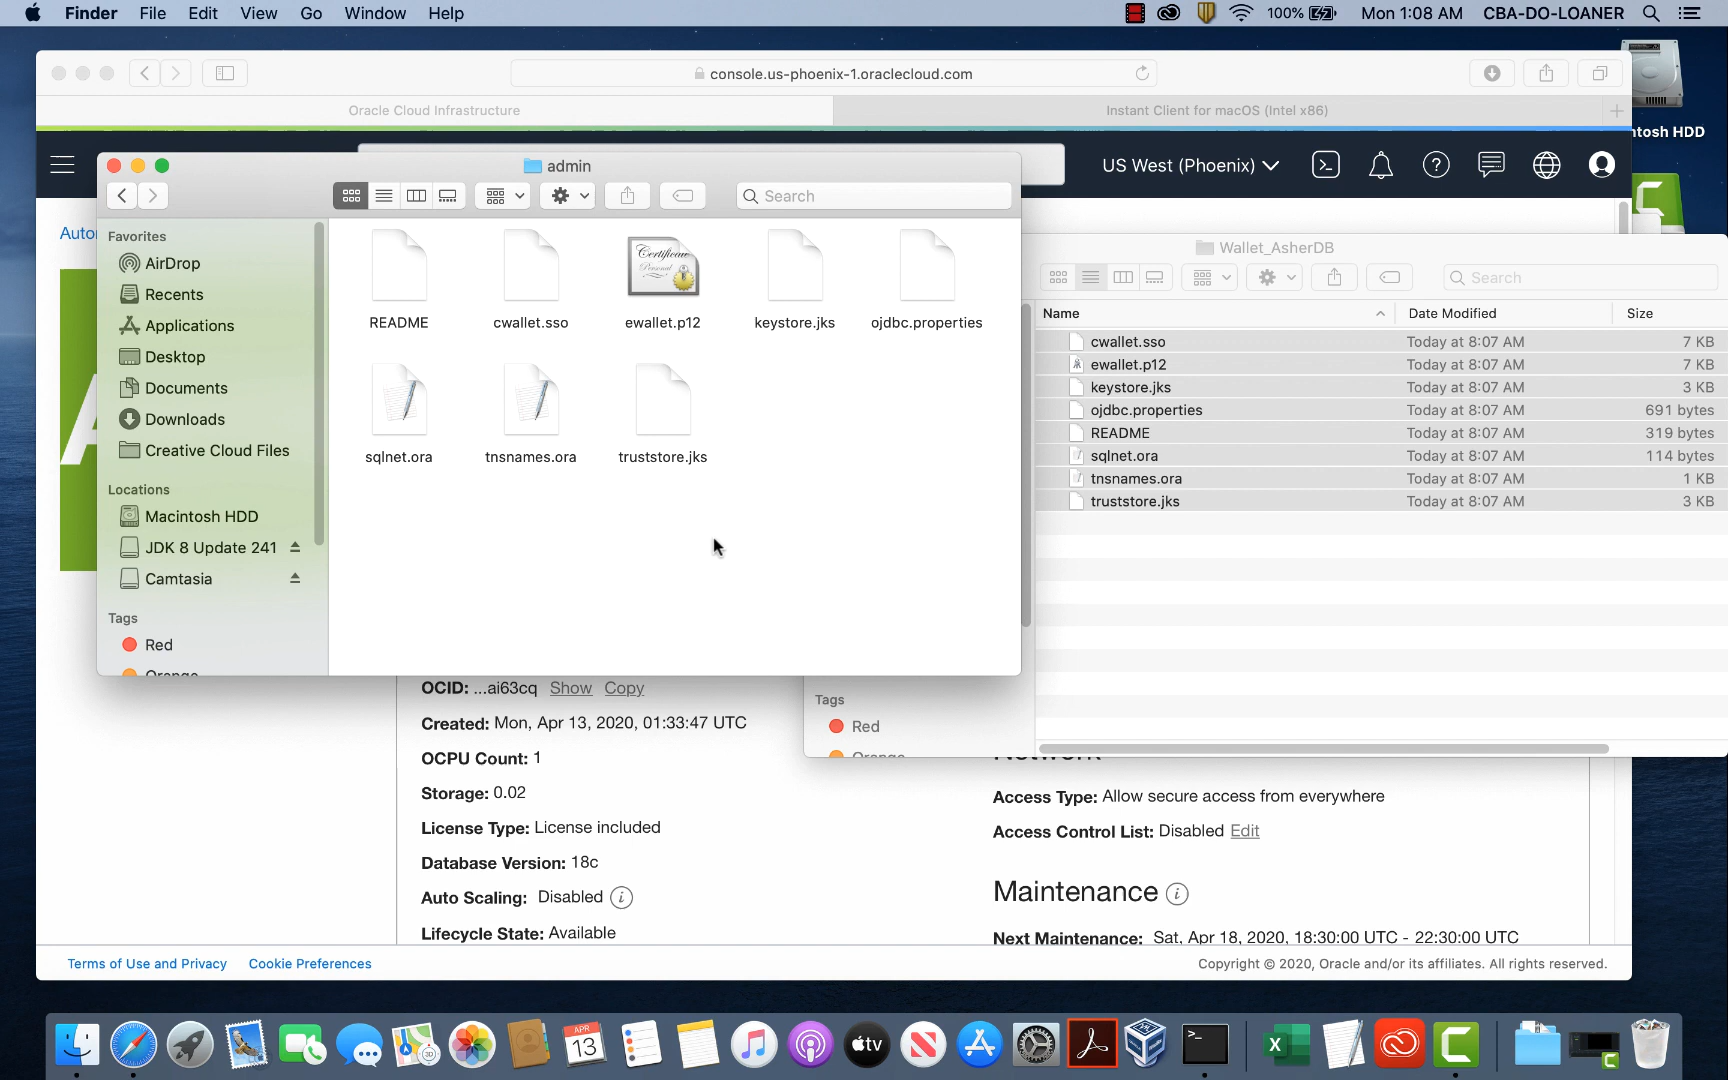 Finder File Edit View Go Window Help
100% Mon 1:08 AM CBA-DO-LOANER
console.us-phoenix-1.oraclecloud.com
Oracle Cloud Infrastructure
Instant Client for macOS (Intel x86)
ntosh HDD
US West (Phoenix)
admin
Search
Favorites
AirDrop
Recents
Applications
Desktop
Documents
Downloads
Creative Cloud Files
Locations
Macintosh HDD
JDK 8 Update 241
Camtasia
Tags
Red
README
cwallet.sso
ewallet.p12
keystore.jks
ojdbc.properties
sqlnet.ora
tnsnames.ora
truststore.jks
Wallet_AsherDB
Search
Name Date Modified Size
cwallet.sso Today at 8:07 AM 7 KB
ewallet.p12 Today at 8:07 AM 7 KB
keystore.jks Today at 8:07 AM 3 KB
ojdbc.properties Today at 8:07 AM 691 bytes
README Today at 8:07 AM 319 bytes
sqlnet.ora Today at 8:07 AM 114 bytes
tnsnames.ora Today at 8:07 AM 1 KB
truststore.jks Today at 8:07 AM 3 KB
Tags
Red
OCID: ...ai63cq Show Copy
Created: Mon, Apr 13, 2020, 01:33:47 UTC
OCPU Count: 1
Storage: 0.02
License Type: License included
Database Version: 18c
Auto Scaling: Disabled
Lifecycle State: Available
Access Type: Allow secure access from everywhere
Access Control List: Disabled Edit
Maintenance
Next Maintenance: Sat, Apr 18, 2020, 18:30:00 UTC - 22:30:00 UTC
Terms of Use and Privacy Cookie Preferences
Copyright © 2020, Oracle and/or its affiliates. All rights reserved.
APR
13
tv